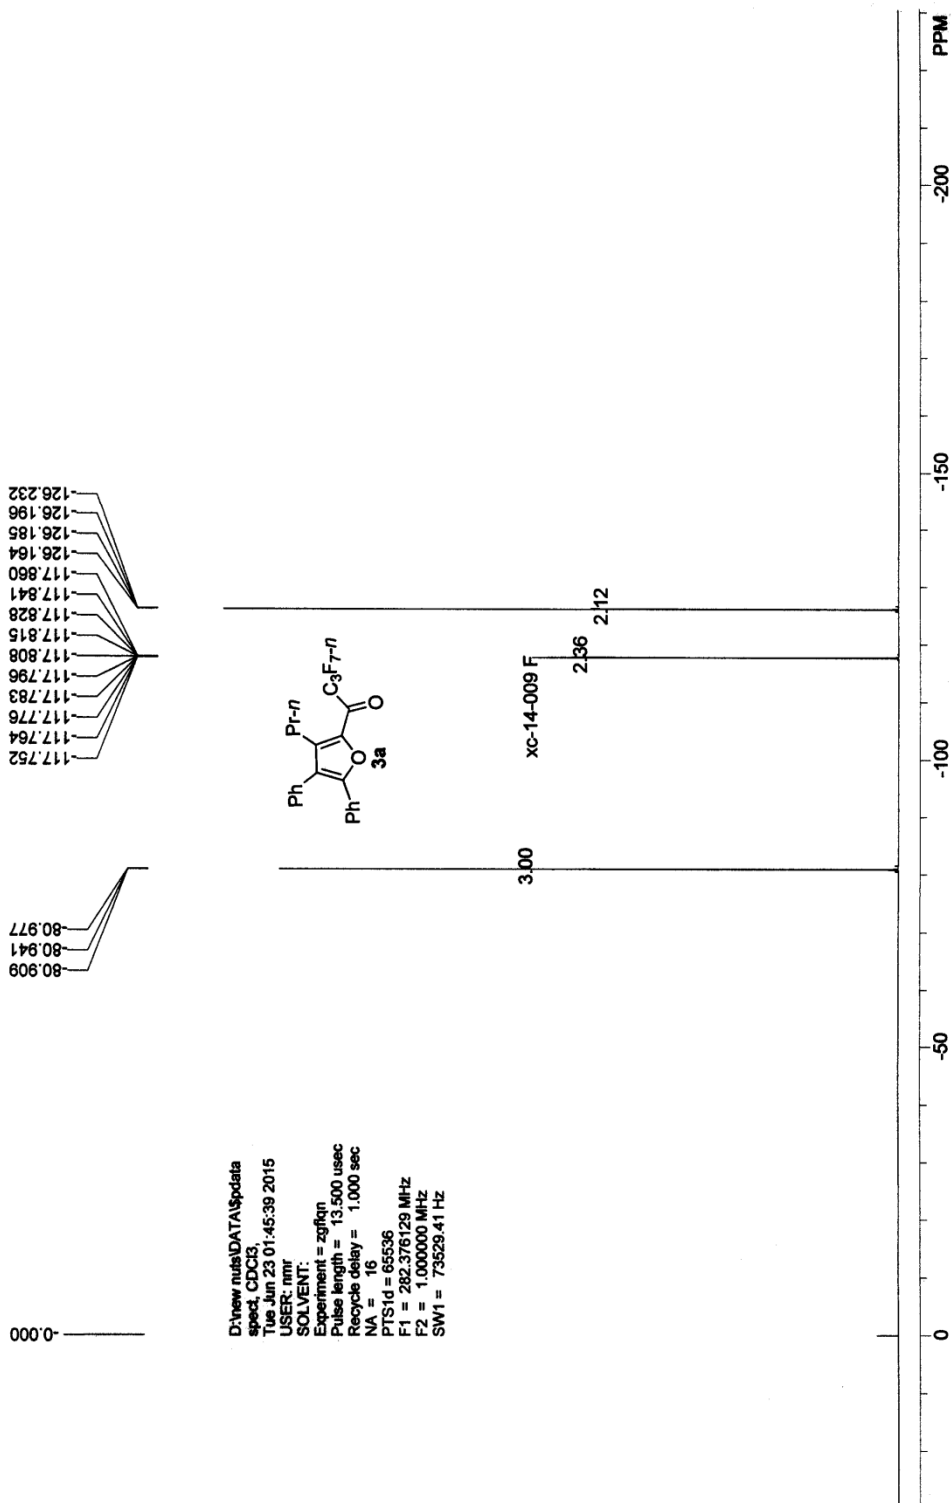 -0.000
-80.909
-80.941
-80.977
-117.752
-117.764
-117.776
-117.783
-117.796
-117.808
-117.815
-117.828
-117.841
-117.860
-126.164
-126.185
-126.196
-126.232
D:\new nuts\DATA\$pdata
spect, CDCl3,
Tue Jun 23 01:45:39 2015
USER: nmr
SOLVENT:
Experiment = zgflqn
Pulse length = 13.500 usec
Recycle delay = 1.000 sec
NA = 16
PTS1d = 65536
F1 = 282.376129 MHz
F2 = 1.000000 MHz
SW1 = 73529.41 Hz
Ph
Pr-n
Ph
O
C3F7-n
O
3a
xc-14-009 F
3.00
2.36
2.12
0
-50
-100
-150
-200
PPM